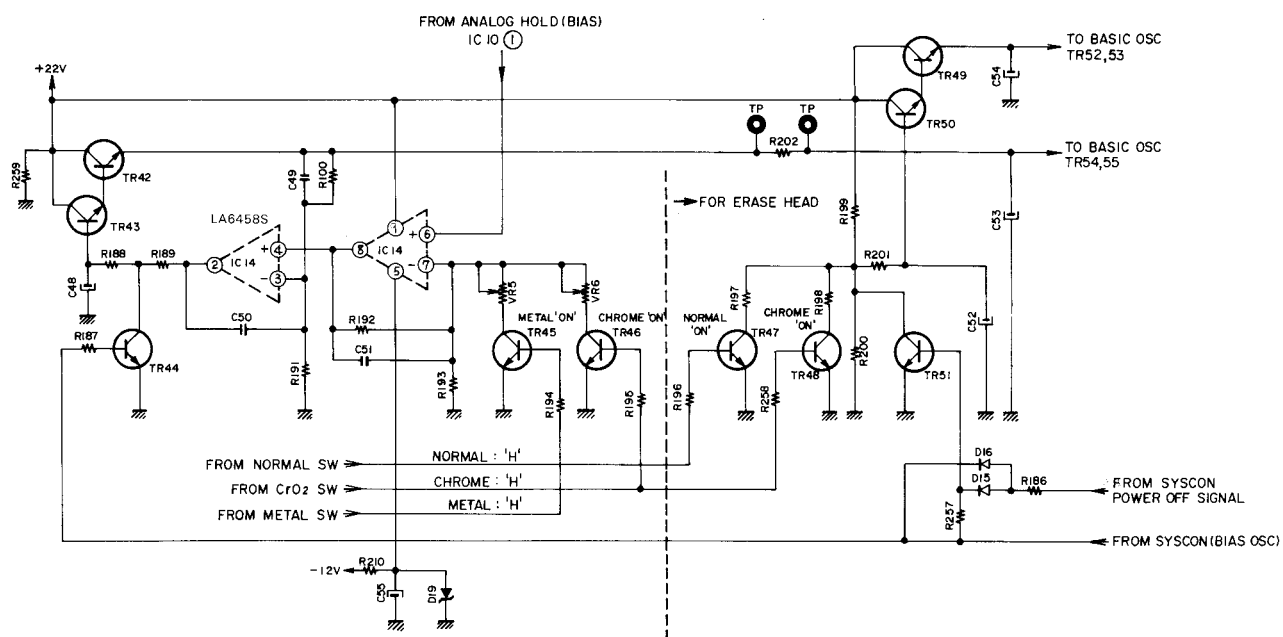 FROM ANALOG HOLD (BIAS)
IC 10 ①
TO BASIC OSC
TR52,53
TR49
C54
+22V
TR50
TP
TP
R202
TO BASIC OSC
TR54,55
R259
TR42
C49
R100
TR43
LA6458S
FOR ERASE HEAD
R199
C53
R188
R189
②
IC 14
+④
-③
⑧
IC 14
①
⑤
+⑥
-⑦
R201
C48
VR5
VR6
R197
R198
C50
R192
METAL 'ON'
TR45
CHROME 'ON'
TR46
NORMAL 'ON'
TR47
CHROME 'ON'
TR48
R200
C52
R187
TR44
C51
R191
R193
TR51
R194
R195
R196
R258
FROM NORMAL SW
NORMAL : 'H'
FROM CrO2 SW
CHROME : 'H'
FROM METAL SW
METAL : 'H'
D16
D15
R186
FROM SYSCON
POWER OFF SIGNAL
R257
FROM SYSCON (BIAS OSC)
-12V
R210
C55
D19